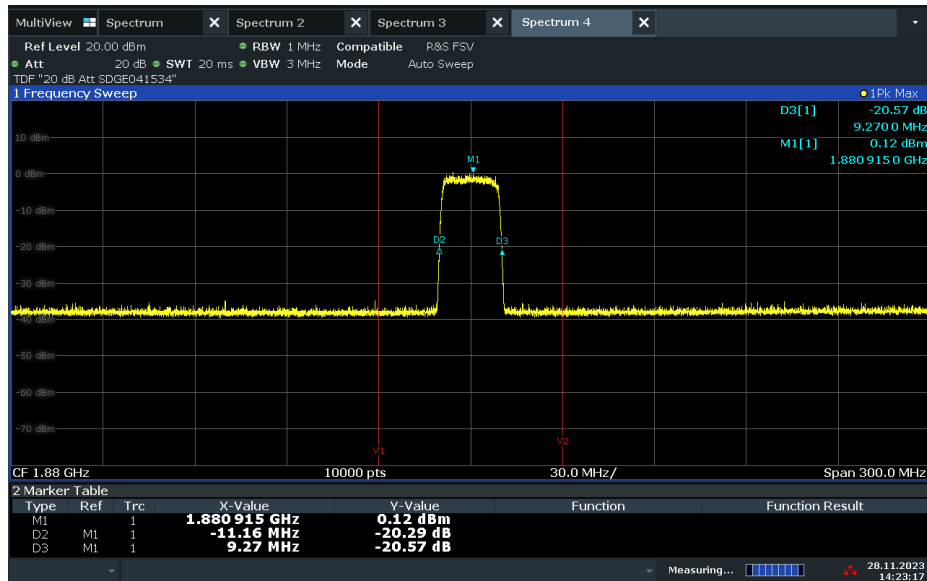 MultiView Spectrum X Spectrum 2 X Spectrum 3 X Spectrum 4 X
Ref Level 20.00 dBm RBW 1 MHz Compatible R&S FSV
Att 20 dB SWT 20 ms VBW 3 MHz Mode Auto Sweep
TDF "20 dB Att SDGE041534"
1 Frequency Sweep 1Pk Max
D3[1] -20.57 dB
9.2700 MHz
10 dBm
M1[1] 0.12 dBm
1.880 915 0 GHz
M1
0 dBm
-10 dBm
D2 D3
-20 dBm
-30 dBm
-40 dBm
-50 dBm
-60 dBm
-70 dBm
V2
V1
CF 1.88 GHz 10000 pts 30.0 MHz/ Span 300.0 MHz
2 Marker Table
Type Ref Trc X-Value Y-Value Function Function Result
M1 1 1.880 915 GHz 0.12 dBm
D2 M1 1 -11.16 MHz -20.29 dB
D3 M1 1 9.27 MHz -20.57 dB
Measuring... 28.11.2023
14:23:17